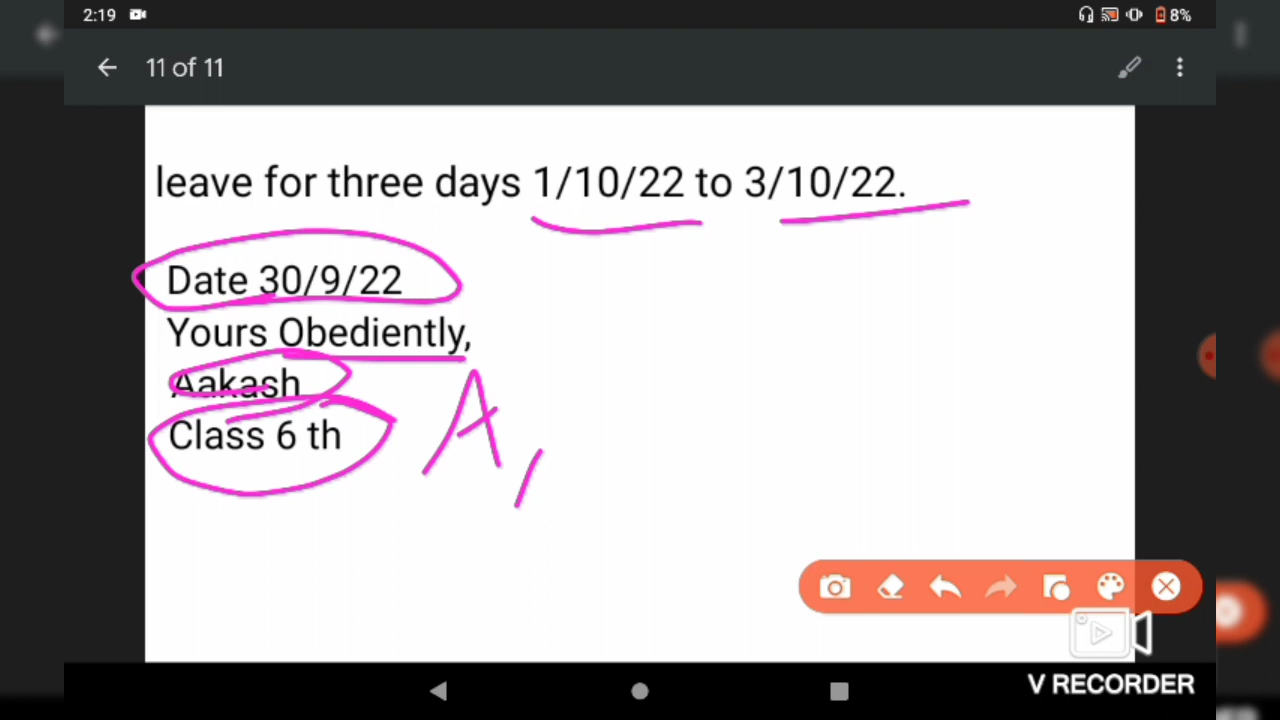 2:19
8%
11 of 11
leave for three days 1/10/22 to 3/10/22.
Date 30/9/22
Yours Obediently,
Aakash
Class 6 th
A,
V RECORDER